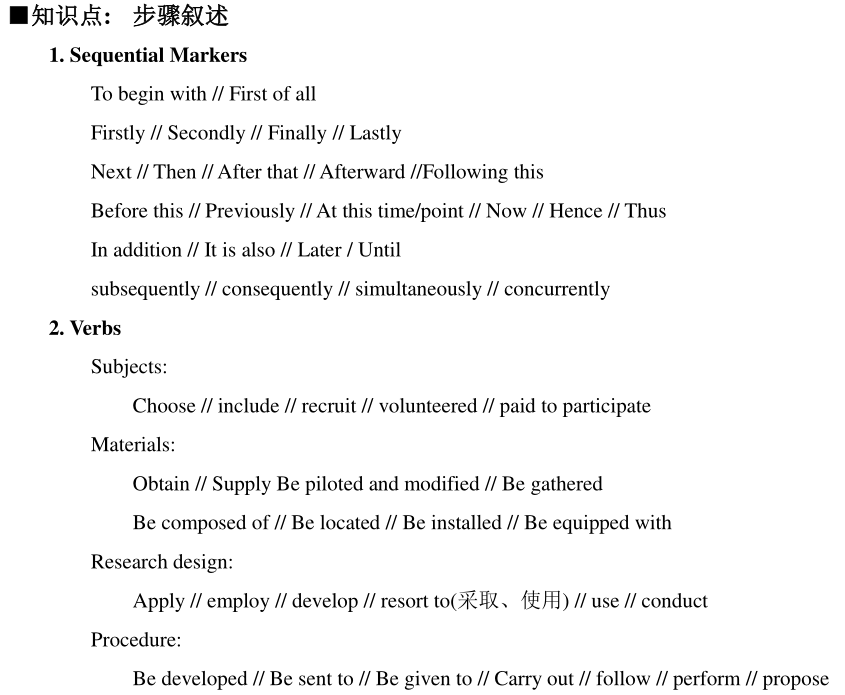 ■知识点： 步骤叙述
1. Sequential Markers
To begin with // First of all
Firstly // Secondly // Finally // Lastly
Next // Then // After that // Afterward //Following this
Before this // Previously // At this time/point // Now // Hence // Thus
In addition // It is also // Later / Until
subsequently // consequently // simultaneously // concurrently
2. Verbs
Subjects:
Choose // include // recruit // volunteered // paid to participate
Materials:
Obtain // Supply Be piloted and modified // Be gathered
Be composed of // Be located // Be installed // Be equipped with
Research design:
Apply // employ // develop // resort to(采取、使用) // use // conduct
Procedure:
Be developed // Be sent to // Be given to // Carry out // follow // perform // propose